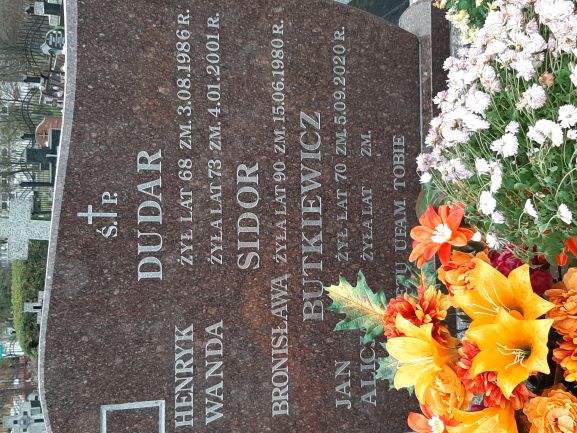 Ś. P.
DUDAR
HENRYK ŻYŁ LAT 68 ZM. 3.08.1986 R.
WANDA ŻYŁA LAT 73 ZM. 4.01.2001 R.
SIDOR
BRONISŁAWA ŻYŁA LAT 90 ZM. 15.06.1980 R.
BUTKIEWICZ
JAN ŻYŁ LAT 70 ZM. 5.09.2020 R.
ŻYŁA LAT ZM.
UFAM TOBIE